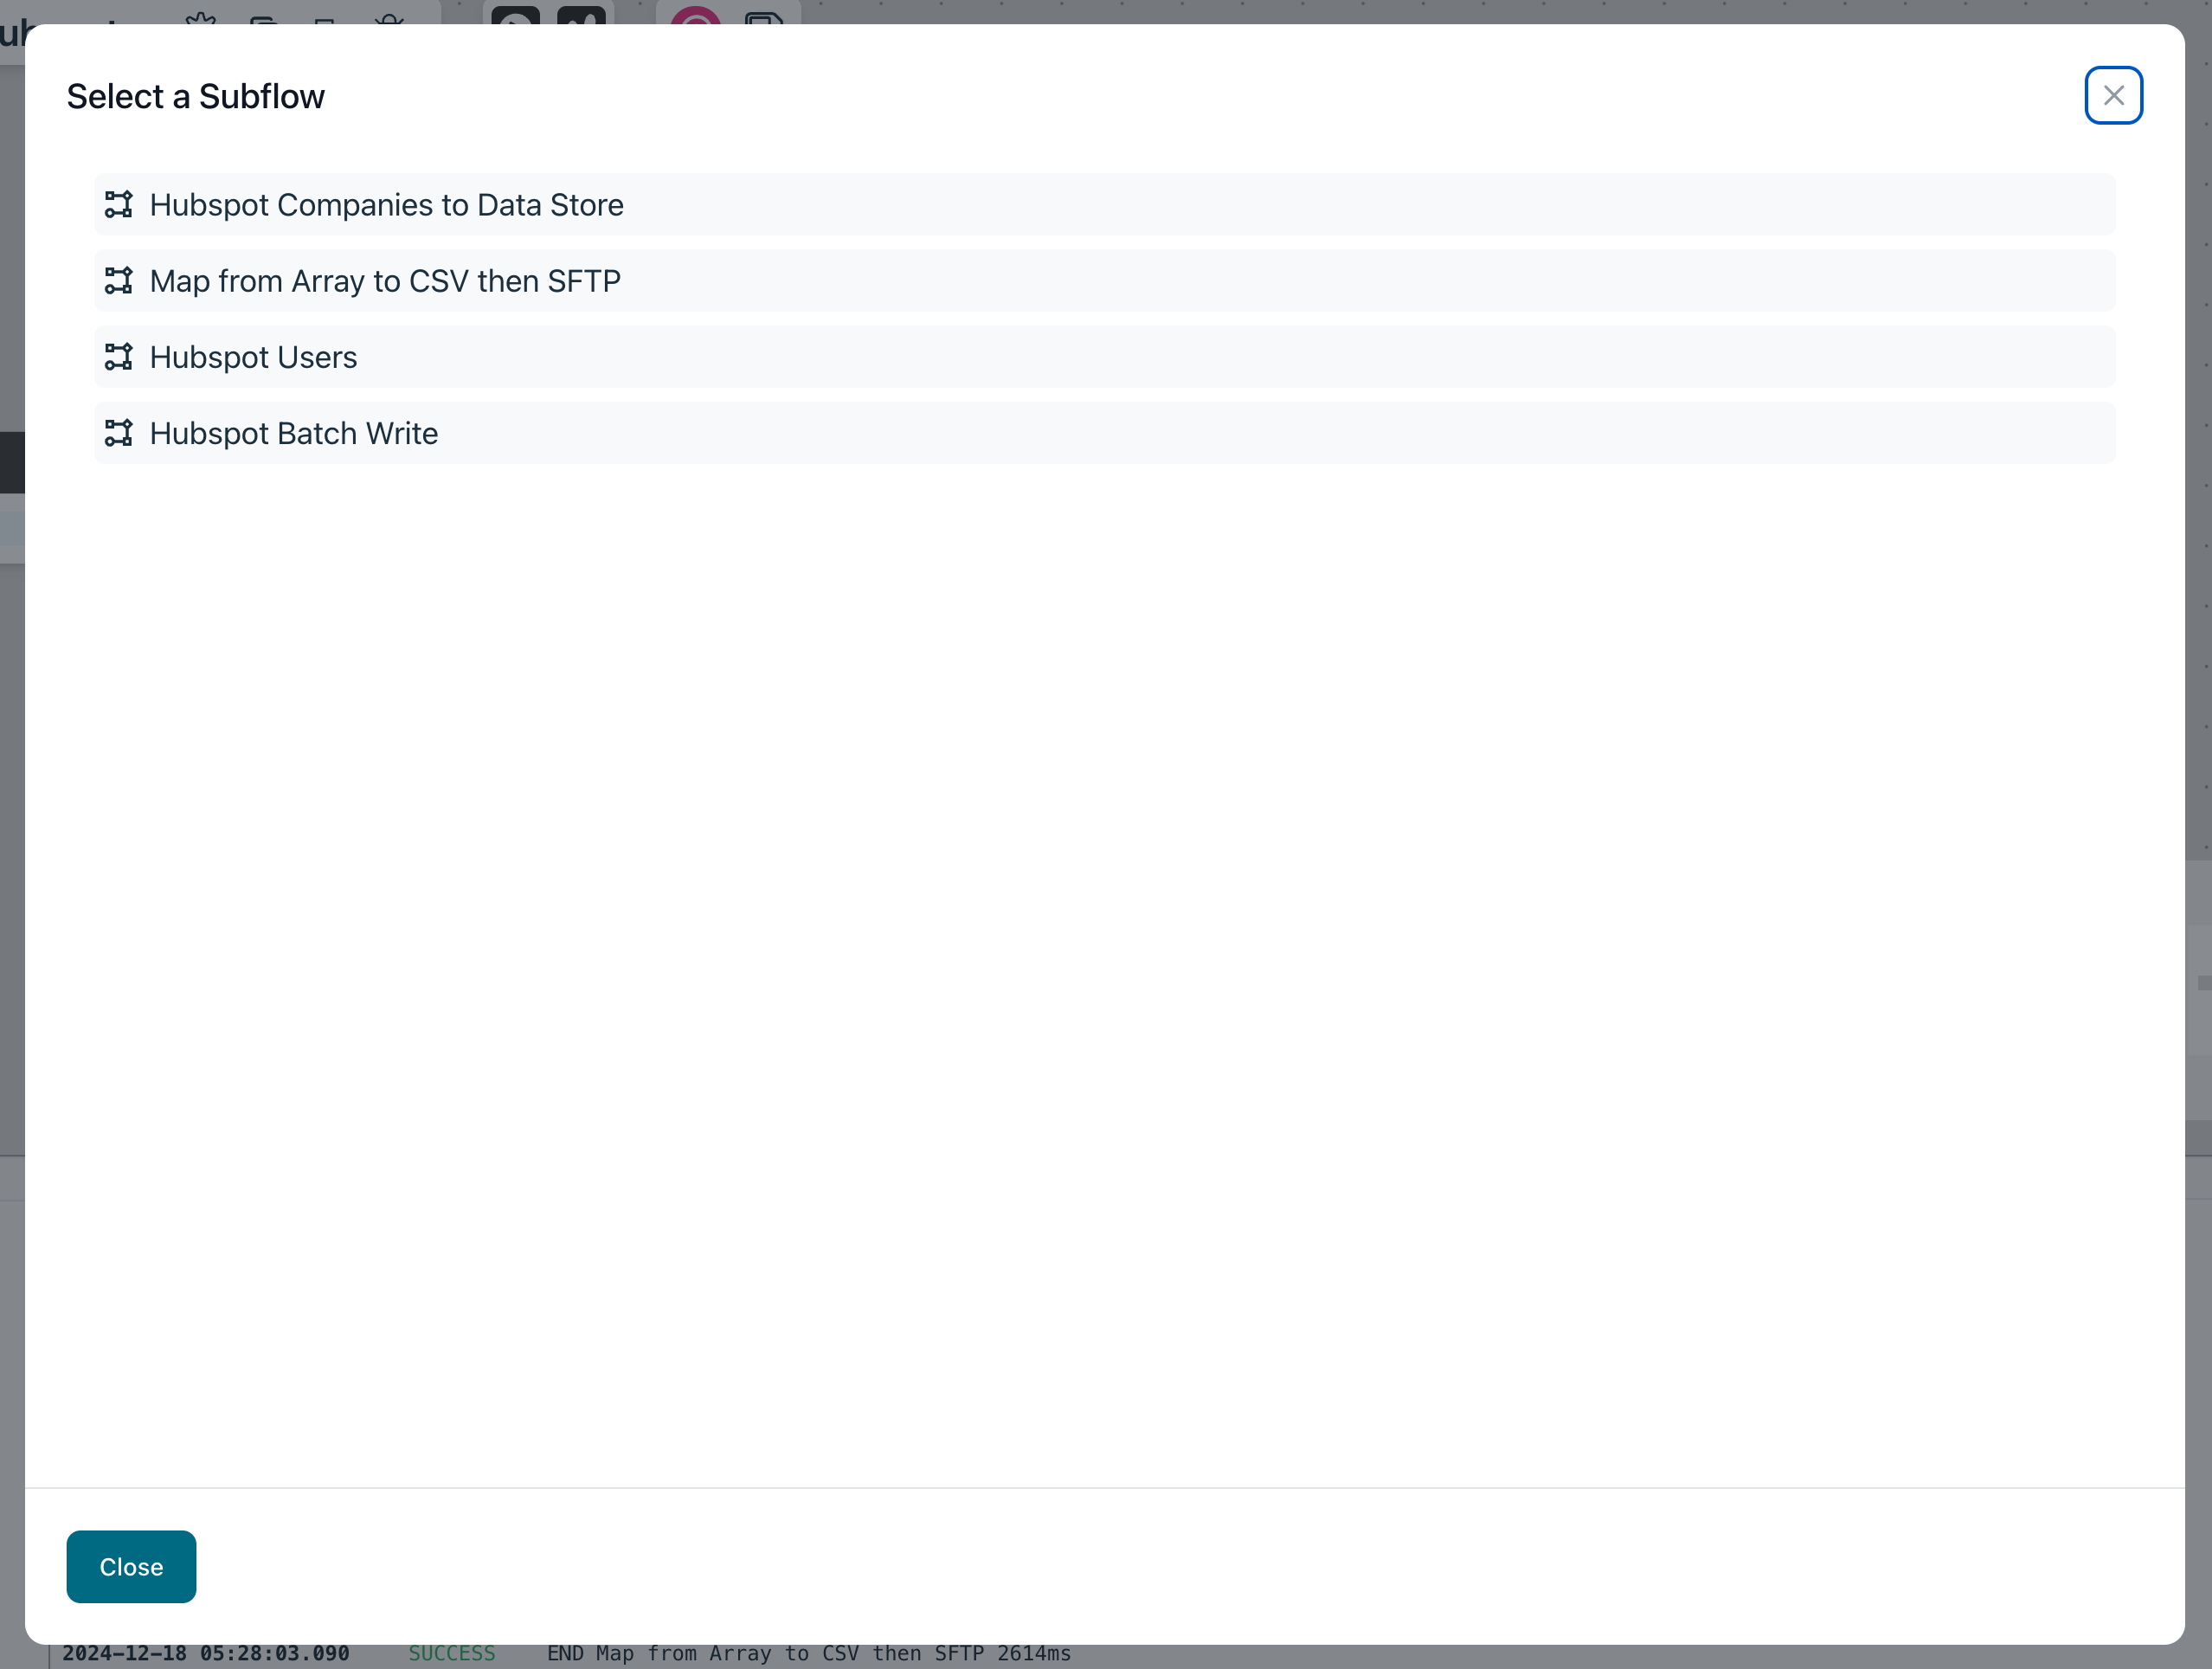 Select a Subflow
Hubspot Companies to Data Store
Map from Array to CSV then SFTP
Hubspot Users
Hubspot Batch Write
Close
2024-12-18 05:28:03.090 SUCCESS END Map from Array to CSV then SFTP 2614ms